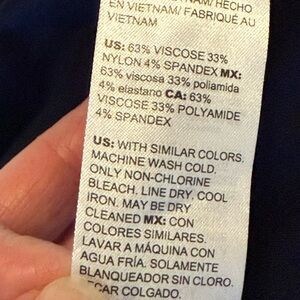 HECHO
EN VIETNAM/ FABRIQUÉ AU
VIETNAM
US: 63% VISCOSE 33%
NYLON 4% SPANDEX MX:
63% viscosa 33% poliamida
4% elastano CA: 63%
VISCOSE 33% POLYAMIDE
4% SPANDEX
US: WITH SIMILAR COLORS.
MACHINE WASH COLD.
ONLY NON-CHLORINE
BLEACH. LINE DRY. COOL
IRON. MAY BE DRY
CLEANED MX: CON
COLORES SIMILARES.
LAVAR A MÁQUINA CON
AGUA FRÍA. SOLAMENTE
BLANQUEADOR SIN CLORO.
COLGADO.